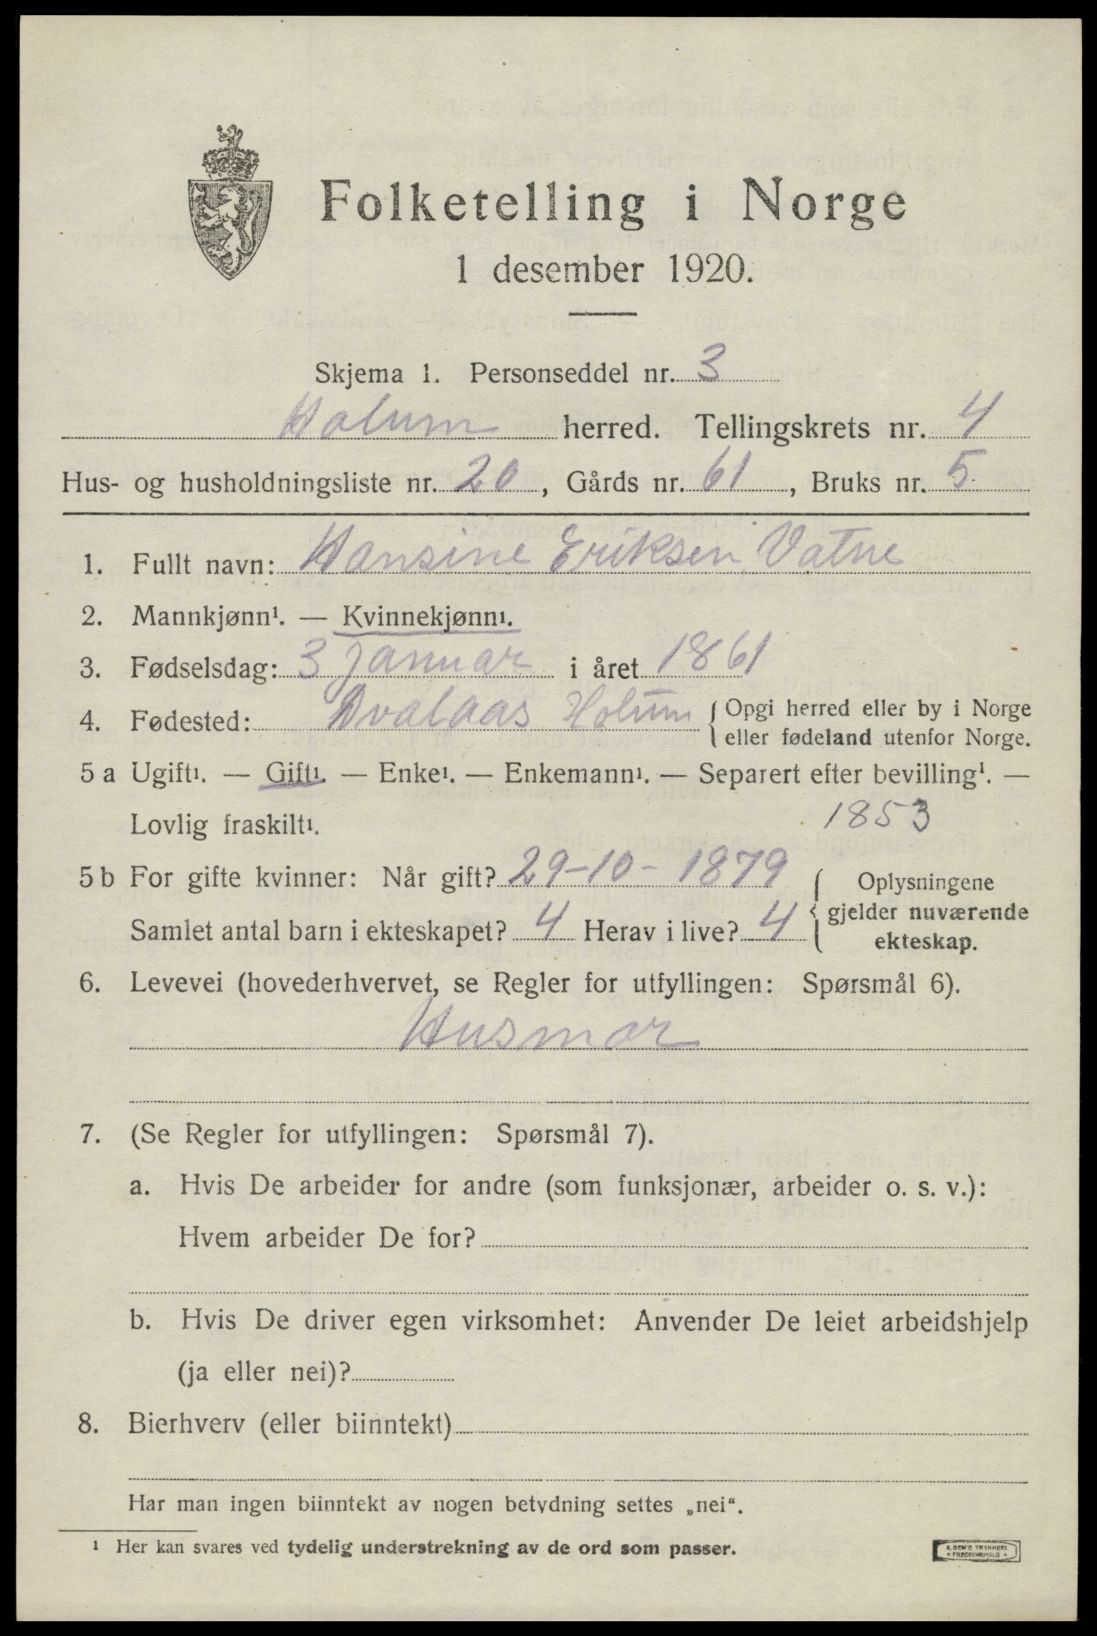 Folketelling i Norge
1 desember 1920.
Skjema 1. Personseddel nr. 3
Holum herred. Tellingskrets nr. 4
Hus- og husholdningsliste nr. 20, Gårds nr. 61, Bruks nr. 5
1. Fullt navn: Hansine Eriksen Vatne
2. Mannkjønn¹. — Kvinnekjønn¹.
3. Fødselsdag: 3 januar i året 1861
4. Fødested: Holum { Opgi herred eller by i Norge
eller fødeland utenfor Norge.
5 a Ugift¹. — Gift¹. — Enke¹. — Enkemann¹. — Separert efter bevilling¹. —
Lovlig fraskilt¹. 1853
5 b For gifte kvinner: Når gift? 29-10-1879 { Oplysningene
gjelder nuværende
Samlet antal barn i ekteskapet? 4 Herav i live? 4 ekteskap.
6. Levevei (hovederhvervet, se Regler for utfyllingen: Spørsmål 6).
Husmor
7. (Se Regler for utfyllingen: Spørsmål 7).
a. Hvis De arbeider for andre (som funksjonær, arbeider o. s. v.):
Hvem arbeider De for?
b. Hvis De driver egen virksomhet: Anvender De leiet arbeidshjelp
(ja eller nei)?
8. Bierhverv (eller biinntekt)
Har man ingen biinntekt av nogen betydning settes „nei“.
¹ Her kan svares ved tydelig understrekning av de ord som passer.